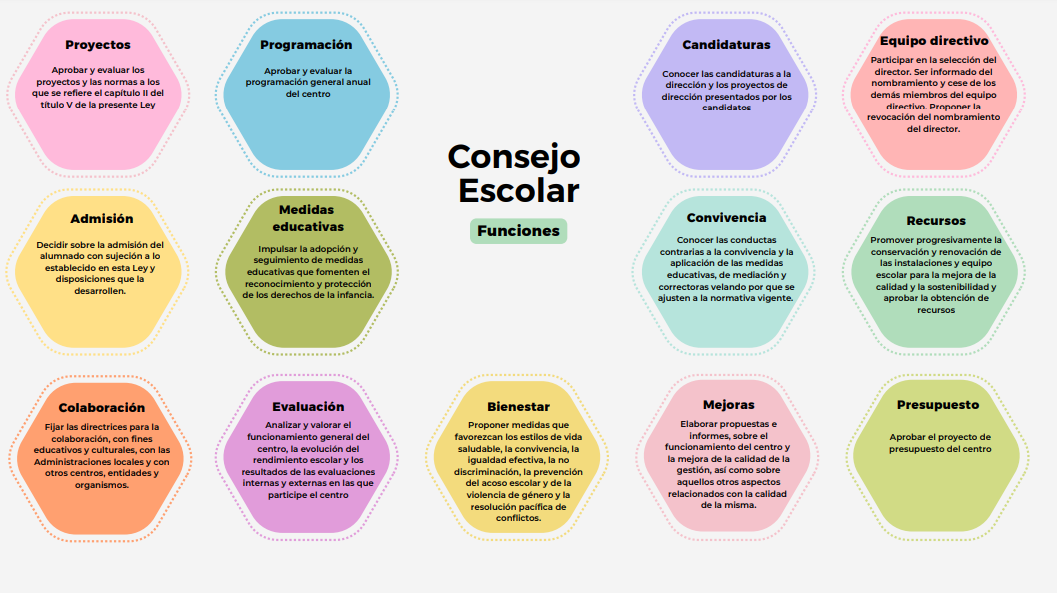 Proyectos
Aprobar y evaluar los
proyectos y las normas a los
que se refiere el capítulo II del
título V de la presente Ley
Programación
Aprobar y evaluar la
programación general anual
del centro
Candidaturas
Conocer las candidaturas a la
dirección y los proyectos de
dirección presentados por los
candidatos
Equipo directivo
Participar en la selección del
director. Ser informado del
nombramiento y cese de los
demás miembros del equipo
directivo. Proponer la
revocación del nombramiento
del director.
Consejo
Escolar
Funciones
Admisión
Decidir sobre la admisión del
alumnado con sujeción a lo
establecido en esta Ley y
disposiciones que la
desarrollen.
Medidas
educativas
Impulsar la adopción y
seguimiento de medidas
educativas que fomenten el
reconocimiento y protección
de los derechos de la infancia.
Convivencia
Conocer las conductas
contrarias a la convivencia y la
aplicación de las medidas
educativas, de mediación y
correctoras velando por que se
ajusten a la normativa vigente.
Recursos
Promover progresivamente la
conservación y renovación de
las instalaciones y equipo
escolar para la mejora de la
calidad y la sostenibilidad y
aprobar la obtención de
recursos
Colaboración
Fijar las directrices para la
colaboración, con fines
educativos y culturales, con las
Administraciones locales y con
otros centros, entidades y
organismos.
Evaluación
Analizar y valorar el
funcionamiento general del
centro, la evolución del
rendimiento escolar y los
resultados de las evaluaciones
internas y externas en las que
participe el centro
Bienestar
Proponer medidas que
favorezcan los estilos de vida
saludable, la convivencia, la
igualdad efectiva, la no
discriminación, la prevención
del acoso escolar y de la
violencia de género y la
resolución pacífica de
conflictos.
Mejoras
Elaborar propuestas e
informes, sobre el
funcionamiento del centro y
la mejora de la calidad de la
gestión, así como sobre
aquellos otros aspectos
relacionados con la calidad
de la misma.
Presupuesto
Aprobar el proyecto de
presupuesto del centro